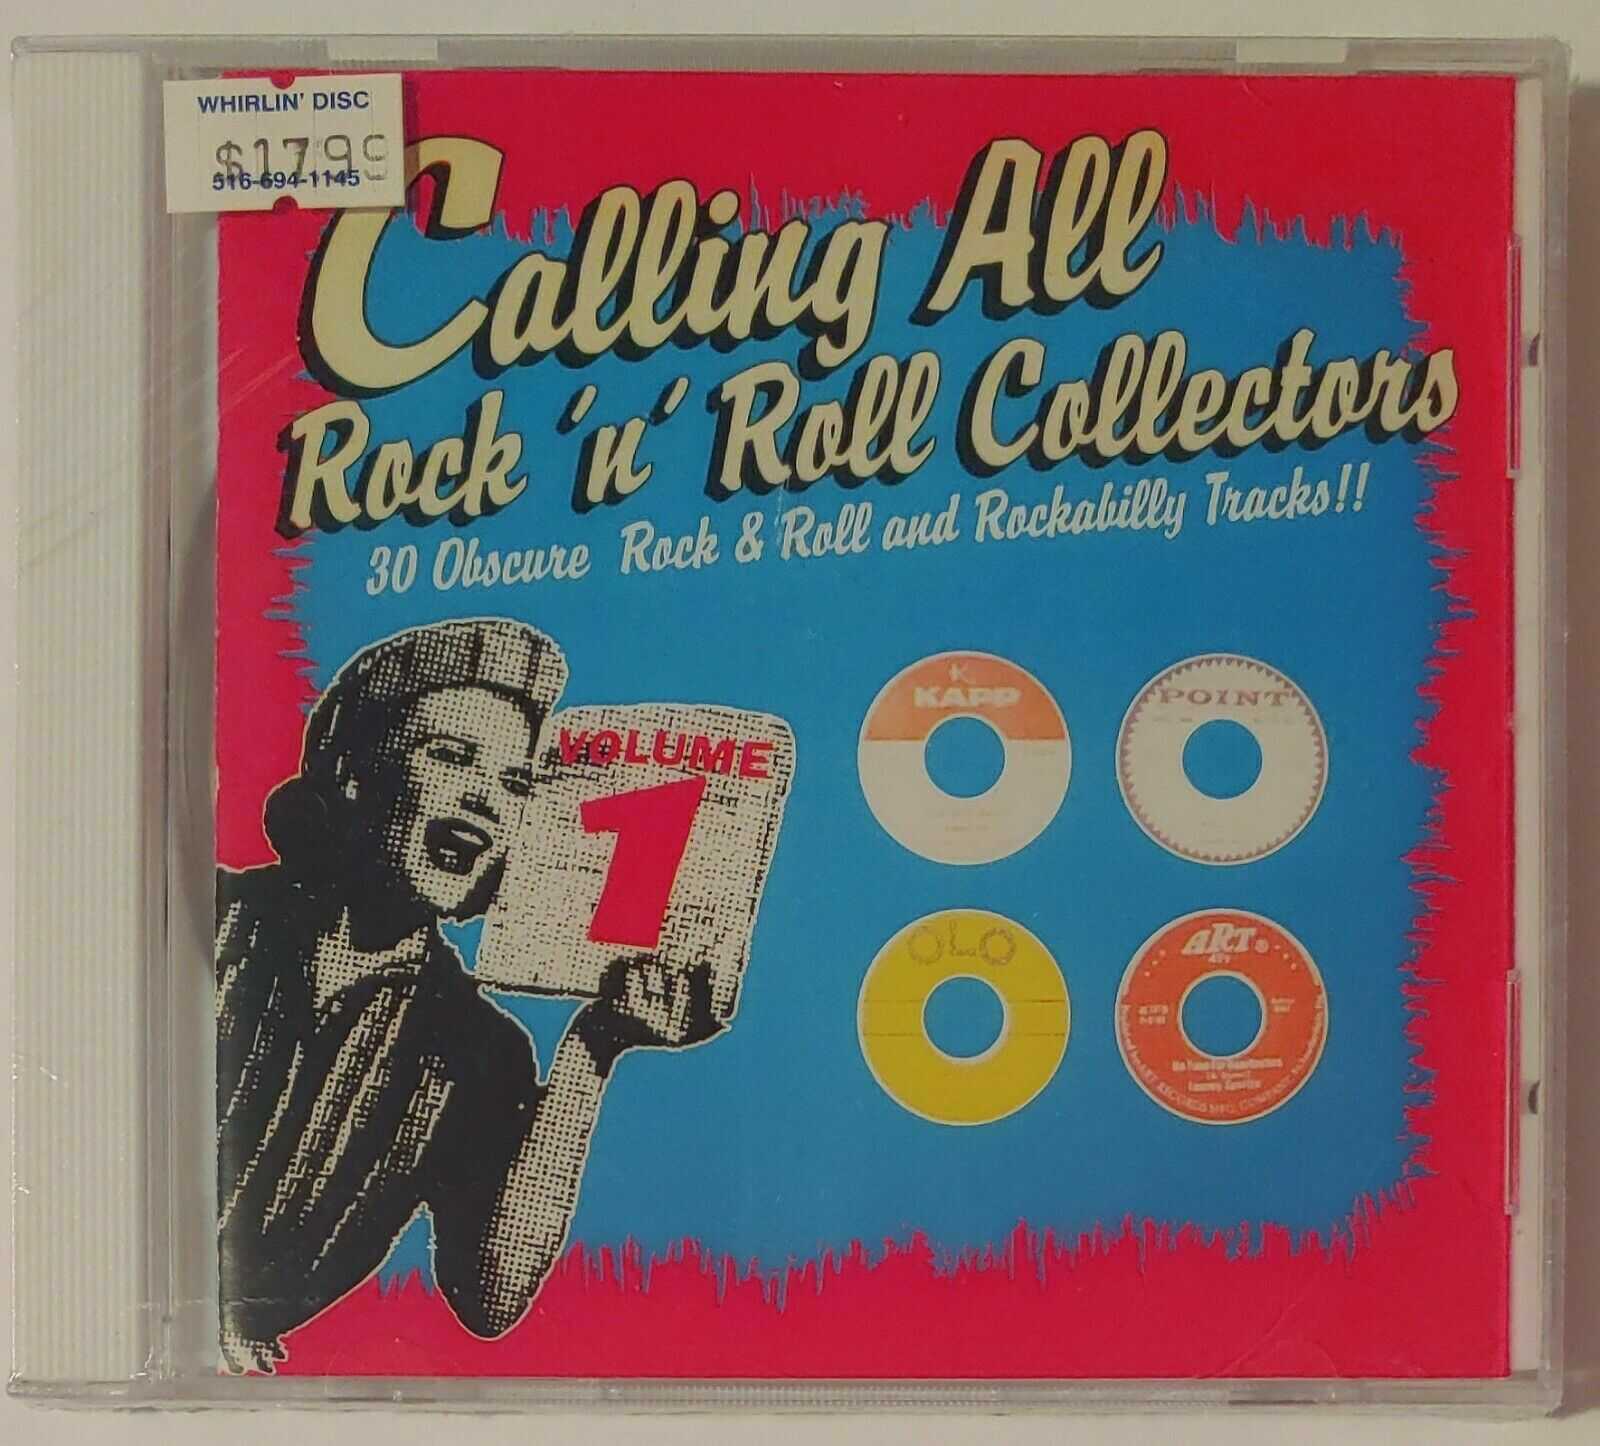 WHIRLIN' DISC
$17.99
516-694-1145
Calling All
Rock 'n' Roll Collectors
30 Obscure Rock & Roll and Rockabilly Tracks!!
VOLUME
1
K
KAPP
POINT
OLO
ART®